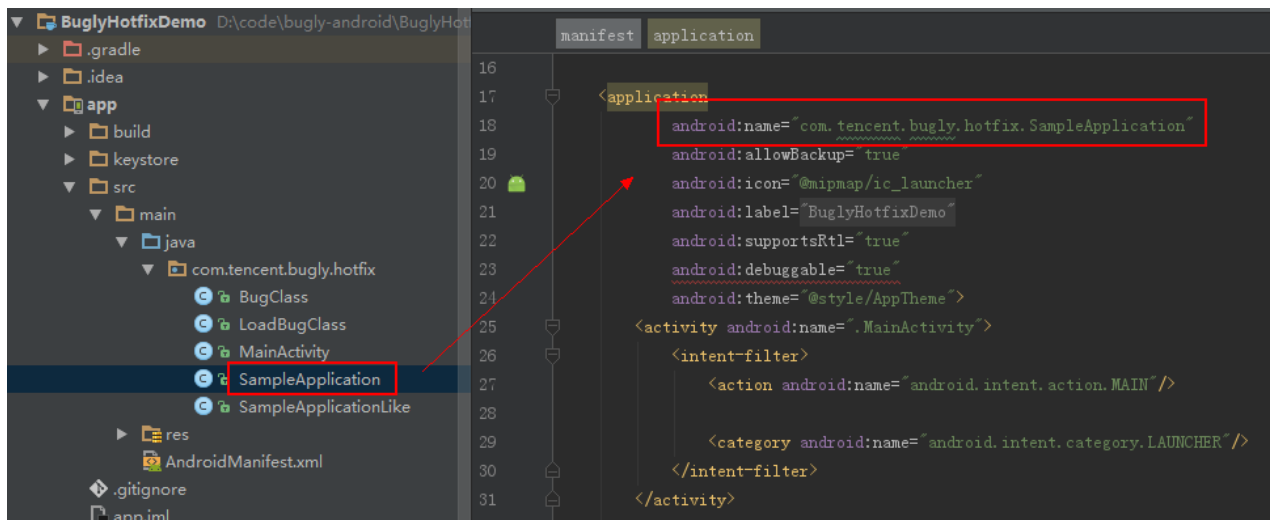 BuglyHotfixDemo D:\code\bugly-android\BuglyHot
.gradle
.idea
app
build
keystore
src
main
java
com.tencent.bugly.hotfix
BugClass
LoadBugClass
MainActivity
SampleApplication
SampleApplicationLike
res
AndroidManifest.xml
.gitignore
app.iml
manifest application
16
17 <application
18 android:name="com.tencent.bugly.hotfix.SampleApplication"
19 android:allowBackup="true"
20 android:icon="@mipmap/ic_launcher"
21 android:label="BuglyHotfixDemo"
22 android:supportsRtl="true"
23 android:debuggable="true"
24 android:theme="@style/AppTheme">
25 <activity android:name=".MainActivity">
26 <intent-filter>
27 <action android:name="android.intent.action.MAIN"/>
28
29 <category android:name="android.intent.category.LAUNCHER"/>
30 </intent-filter>
31 </activity>